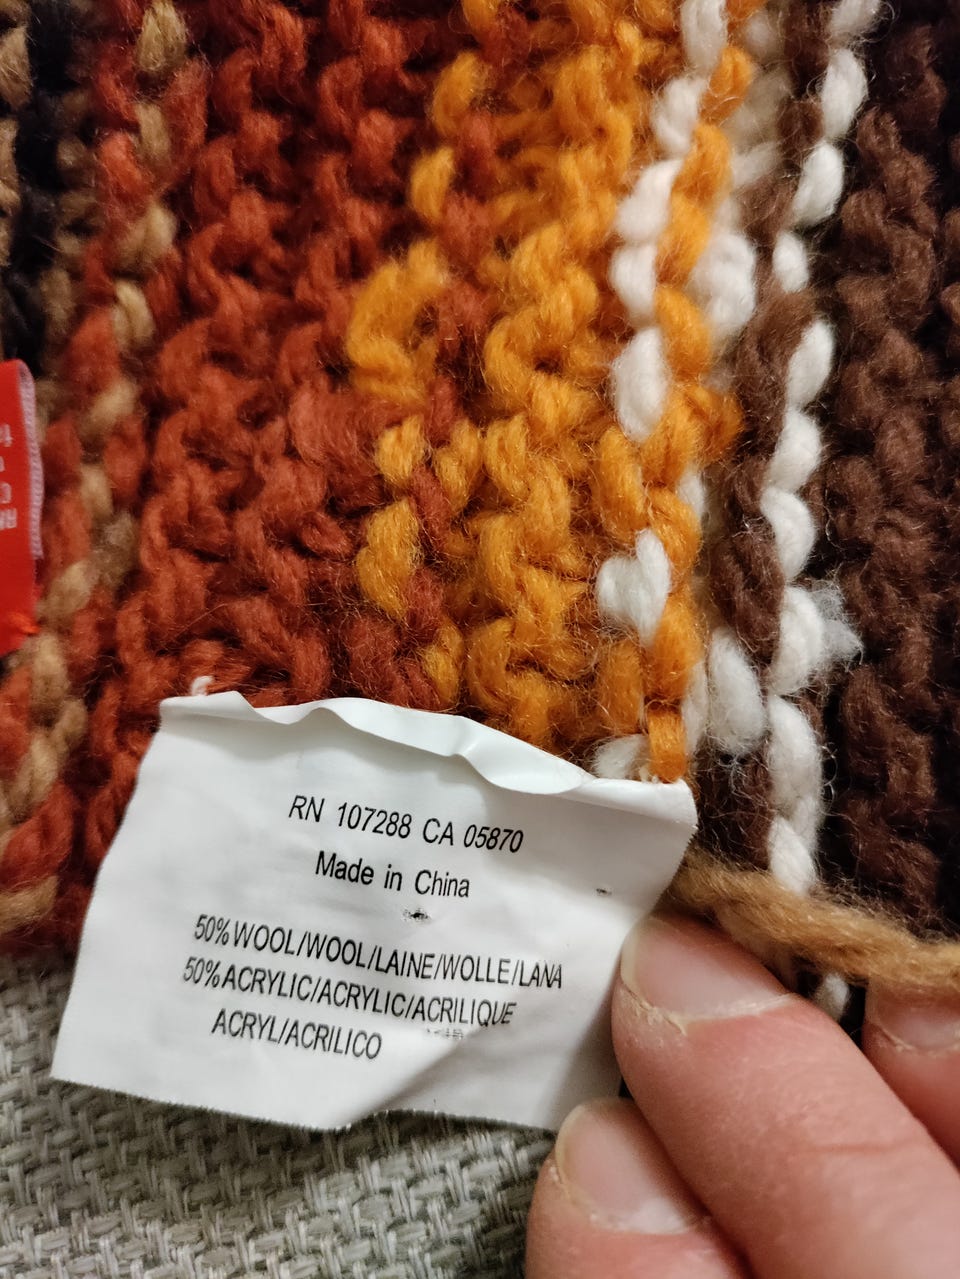 RN 107288 CA 05870
Made in China
50%WOOL/WOOL/LAINE/WOLLE/LANA
50%ACRYLIC/ACRYLIC/ACRILIQUE
ACRYL/ACRILICO